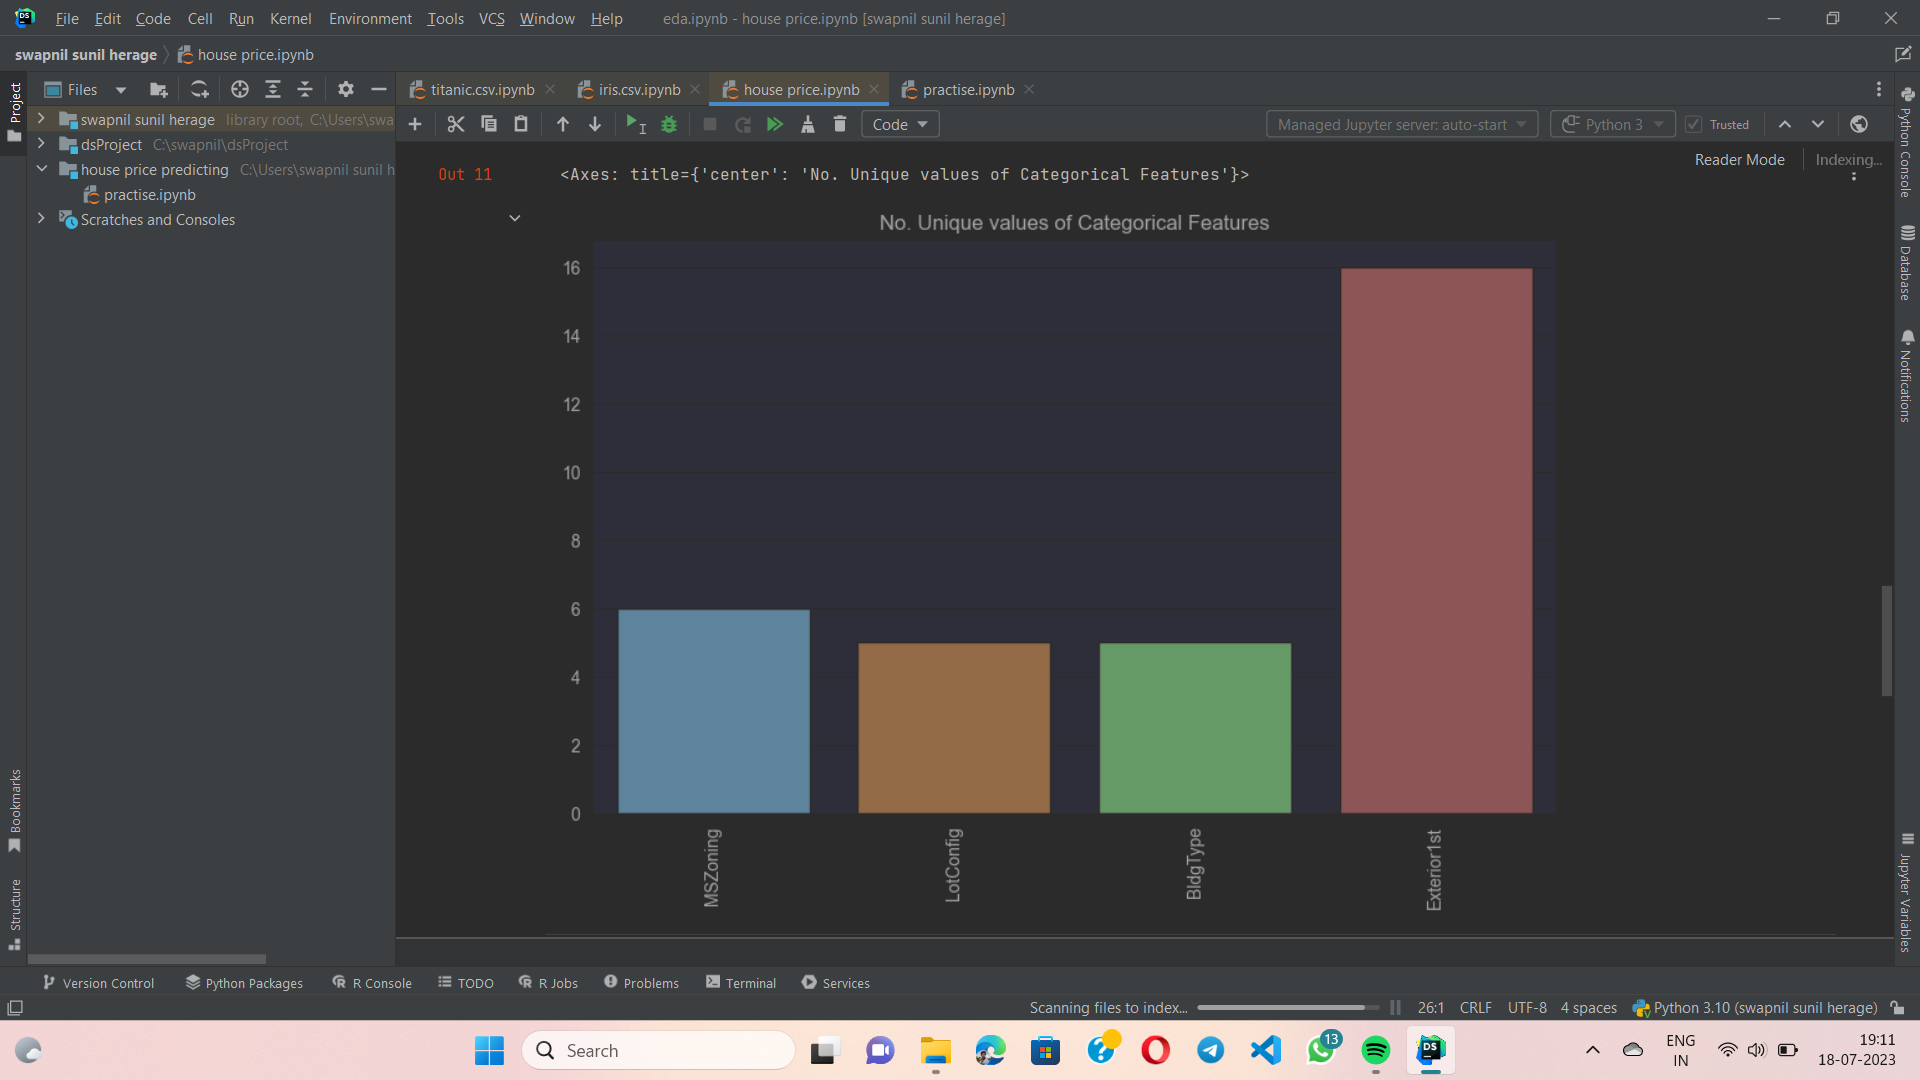 File Edit Code Cell Run Kernel Environment Tools VCS Window Help eda.ipynb - house price.ipynb [swapnil sunil herage]
swapnil sunil herage house price.ipynb
Project
Files
titanic.csv.ipynb
iris.csv.ipynb
house price.ipynb
practise.ipynb
swapnil sunil herage library root, C:\Users\swa
dsProject C:\swapnil\dsProject
house price predicting C:\Users\swapnil sunil h
practise.ipynb
Scratches and Consoles
Code
Managed Jupyter server: auto-start
Python 3
Trusted
Reader Mode
Indexing...
Out 11
<Axes: title={'center': 'No. Unique values of Categorical Features'}>
No. Unique values of Categorical Features
16
14
12
10
8
6
4
2
0
MSZoning
LotConfig
BldgType
Exterior1st
Python Console
Database
Notifications
Jupyter Variables
Bookmarks
Structure
Version Control Python Packages R Console TODO R Jobs Problems Terminal Services
Scanning files to index... 26:1 CRLF UTF-8 4 spaces Python 3.10 (swapnil sunil herage)
Search
13
DS
ENG
IN
19:11
18-07-2023